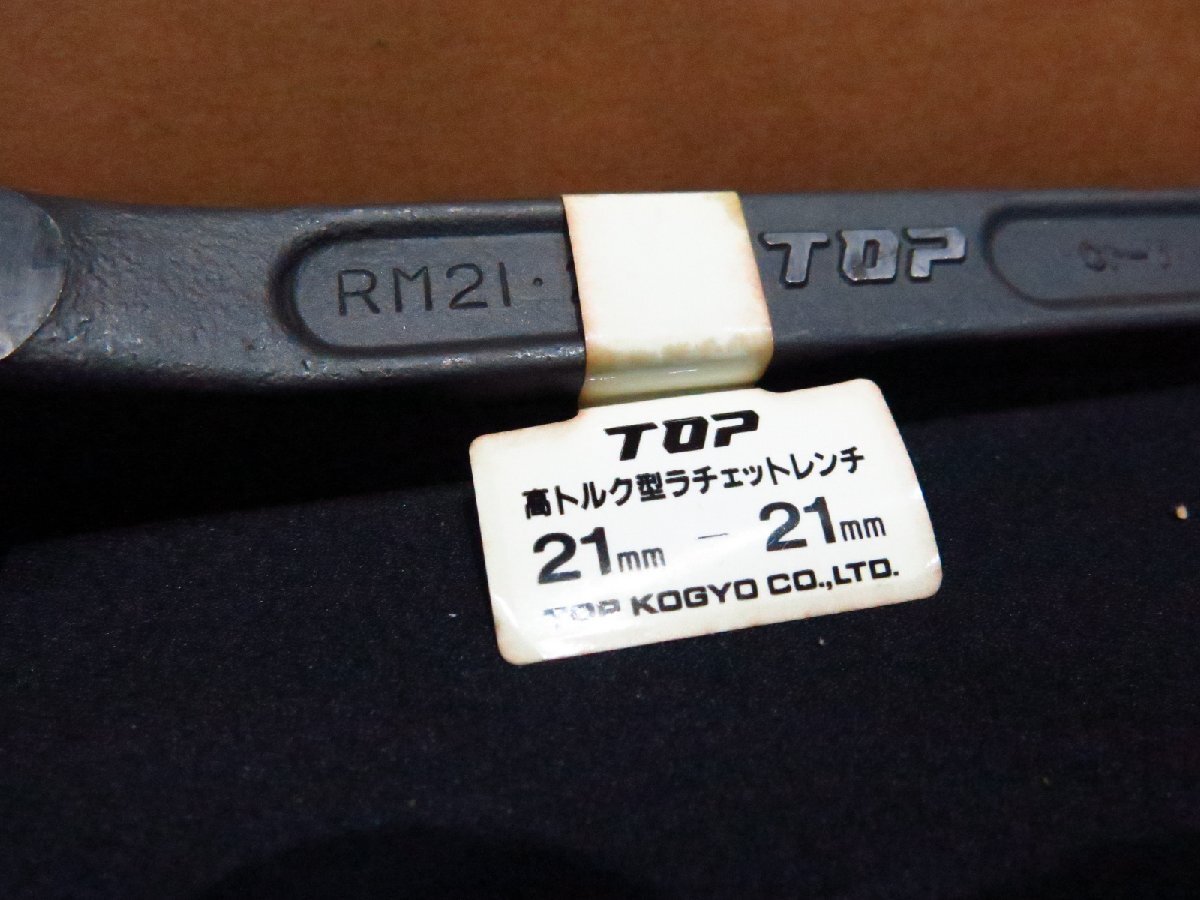 RM21·
TOP
TOP
高トルク型ラチェットレンチ
21mm - 21mm
TOP KOGYO CO.,LTD.